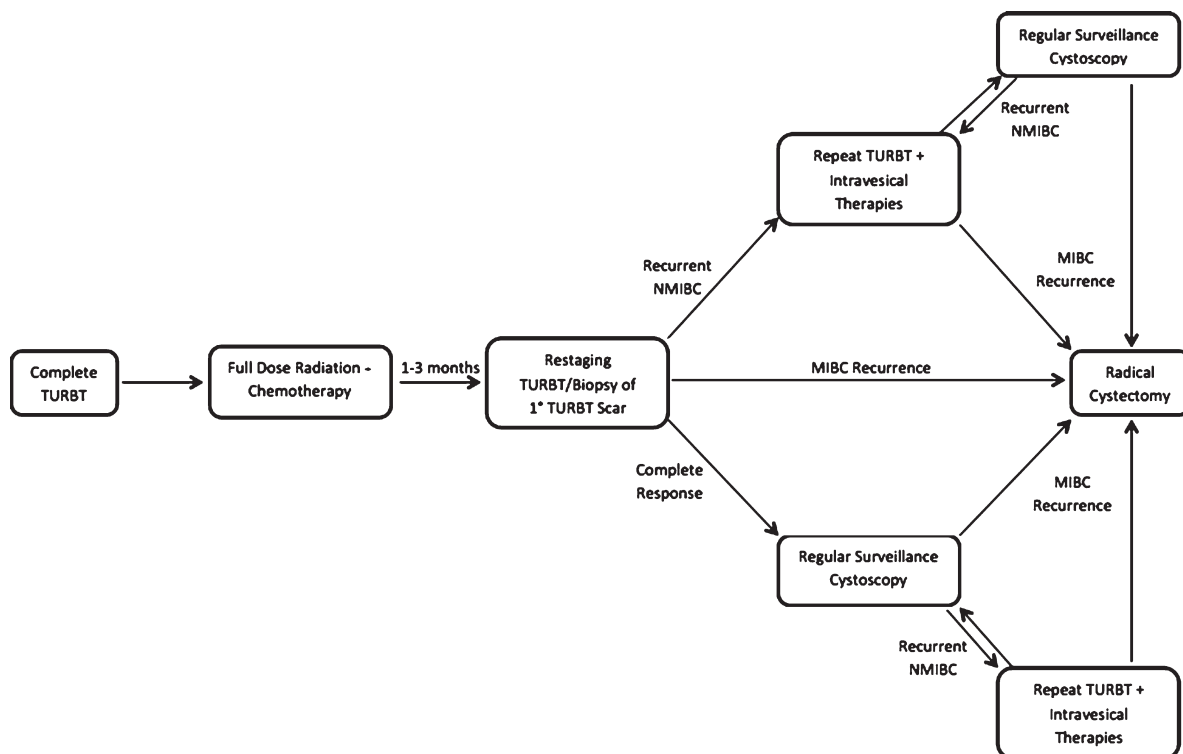 Regular Surveillance
Cystoscopy
Recurrent
NMIBC
Repeat TURBT +
Intravesical
Therapies
Recurrent
NMIBC
MIBC
Recurrence
Complete
TURBT
Full Dose Radiation -
Chemotherapy
1-3 months
Restaging
TURBT/Biopsy of
1° TURBT Scar
MIBC Recurrence
Radical
Cystectomy
Complete
Response
MIBC
Recurrence
Regular Surveillance
Cystoscopy
Recurrent
NMIBC
Repeat TURBT +
Intravesical
Therapies